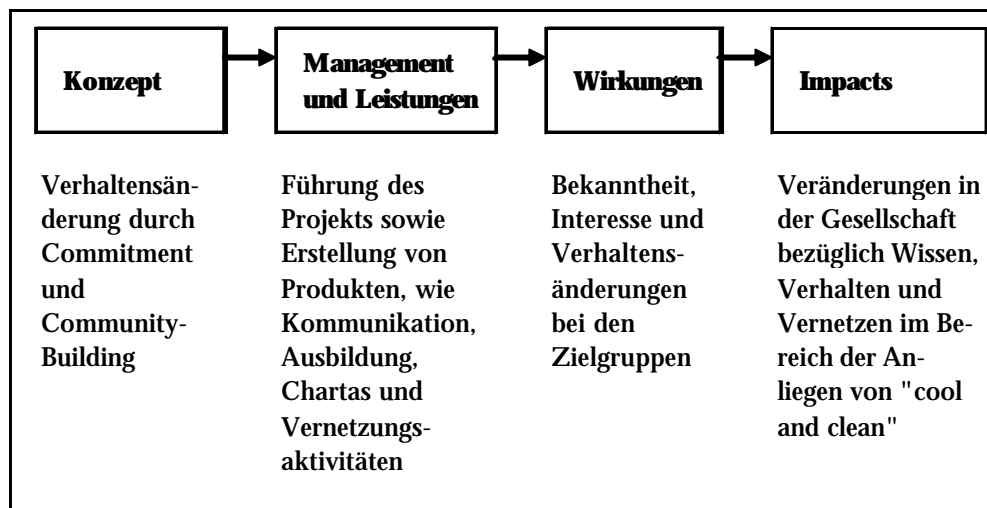 Konzept
Management
und Leistungen
Wirkungen
Impacts
Verhaltensän-
derung durch
Commitment
und
Community-
Building
Führung des
Projekts sowie
Erstellung von
Produkten, wie
Kommunikation,
Ausbildung,
Chartas und
Vernetzungs-
aktivitäten
Bekanntheit,
Interesse und
Verhaltens-
änderungen
bei den
Zielgruppen
Veränderungen in
der Gesellschaft
bezüglich Wissen,
Verhalten und
Vernetzen im Be-
reich der An-
liegen von "cool
and clean"